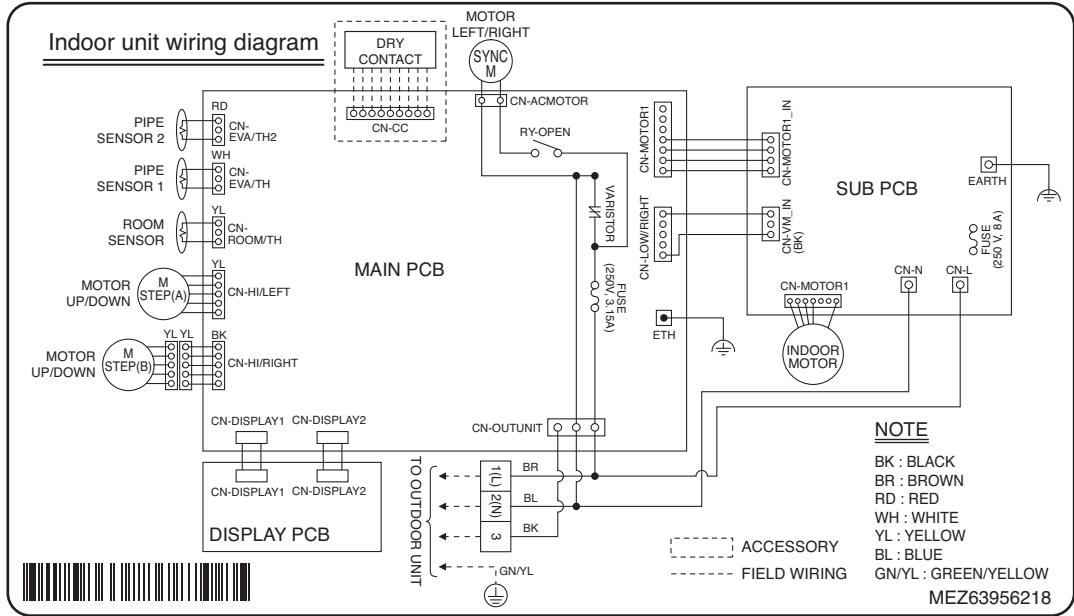 Indoor unit wiring diagram
DRY
CONTACT
CN-CC
MOTOR
LEFT/RIGHT
SYNC
M
CN-ACMOTOR
RY-OPEN
VARISTOR
FUSE
(250V, 3.15A)
RD
PIPE
SENSOR 2
CN-
EVA/TH2
WH
PIPE
SENSOR 1
CN-
EVA/TH
YL
ROOM
SENSOR
CN-
ROOM/TH
YL
MOTOR
UP/DOWN
M
STEP(A)
CN-HI/LEFT
YL YL
BK
MOTOR
UP/DOWN
M
STEP(B)
CN-HI/RIGHT
MAIN PCB
CN-MOTOR1
CN-LOW/RIGHT
ETH
CN-MOTOR1_IN
CN-VM_IN
(BK)
SUB PCB
EARTH
FUSE
(250 V, 8 A)
CN-N
CN-L
CN-MOTOR1
INDOOR
MOTOR
CN-OUTUNIT
CN-DISPLAY1
CN-DISPLAY2
CN-DISPLAY1
CN-DISPLAY2
DISPLAY PCB
TO OUTDOOR UNIT
1(L)
BR
2(N)
BL
3
BK
GN/YL
ACCESSORY
FIELD WIRING
NOTE
BK : BLACK
BR : BROWN
RD : RED
WH : WHITE
YL : YELLOW
BL : BLUE
GN/YL : GREEN/YELLOW
MEZ63956218